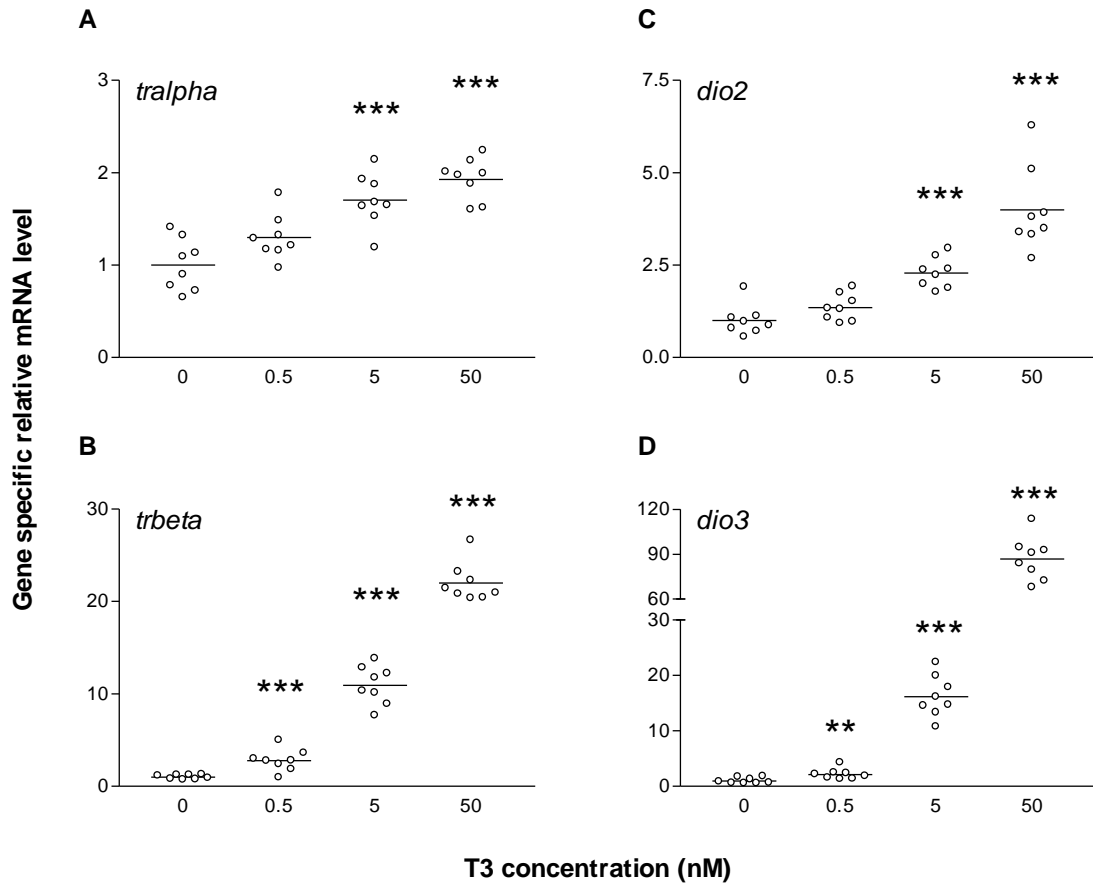 A
tralpha
***
***
3
2
1
0
0 0.5 5 50
C
dio2
***
***
7.5
5.0
2.5
0.0
0 0.5 5 50
Gene specific relative mRNA level
B
trbeta
***
***
***
30
20
10
0
0 0.5 5 50
D
dio3
***
***
**
120
90
60
30
20
10
0
0 0.5 5 50
T3 concentration (nM)